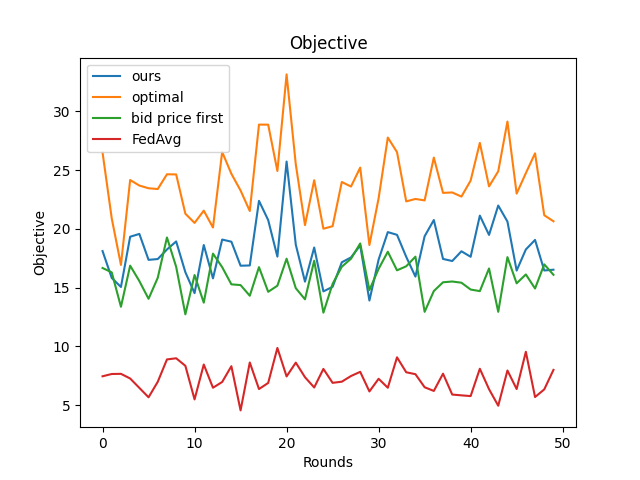 Objective
ours
optimal
bid price first
FedAvg
Objective
30
25
20
15
10
5
0 10 20 30 40 50
Rounds